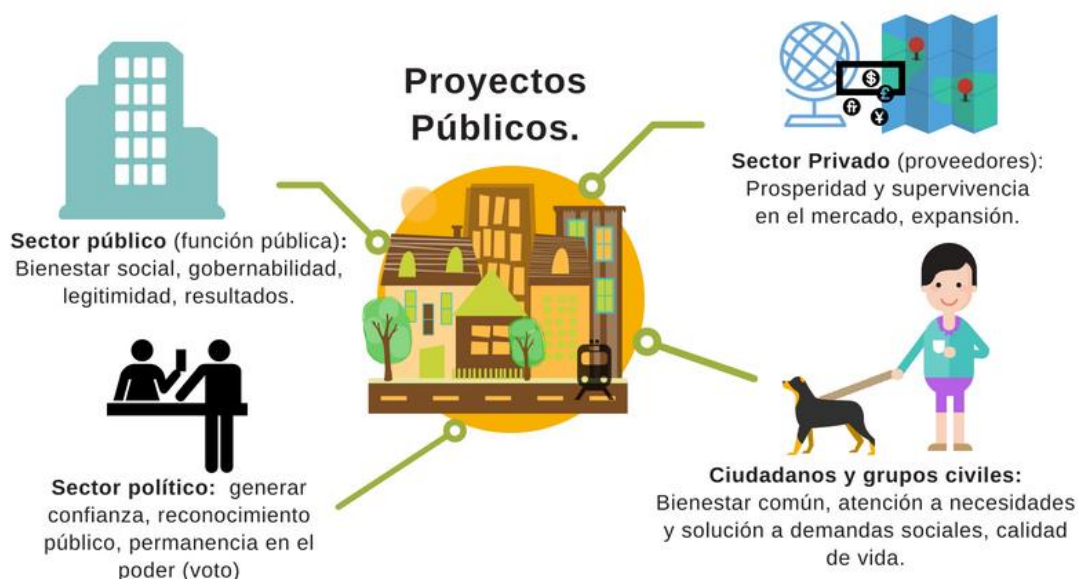 Proyectos
Públicos.
Sector público (función pública):
Bienestar social, gobernabilidad,
legitimidad, resultados.
Sector Privado (proveedores):
Prosperidad y supervivencia
en el mercado, expansión.
$
£
¥
Sector político: generar
confianza, reconocimiento
público, permanencia en el
poder (voto)
Ciudadanos y grupos civiles:
Bienestar común, atención a necesidades
y solución a demandas sociales, calidad
de vida.